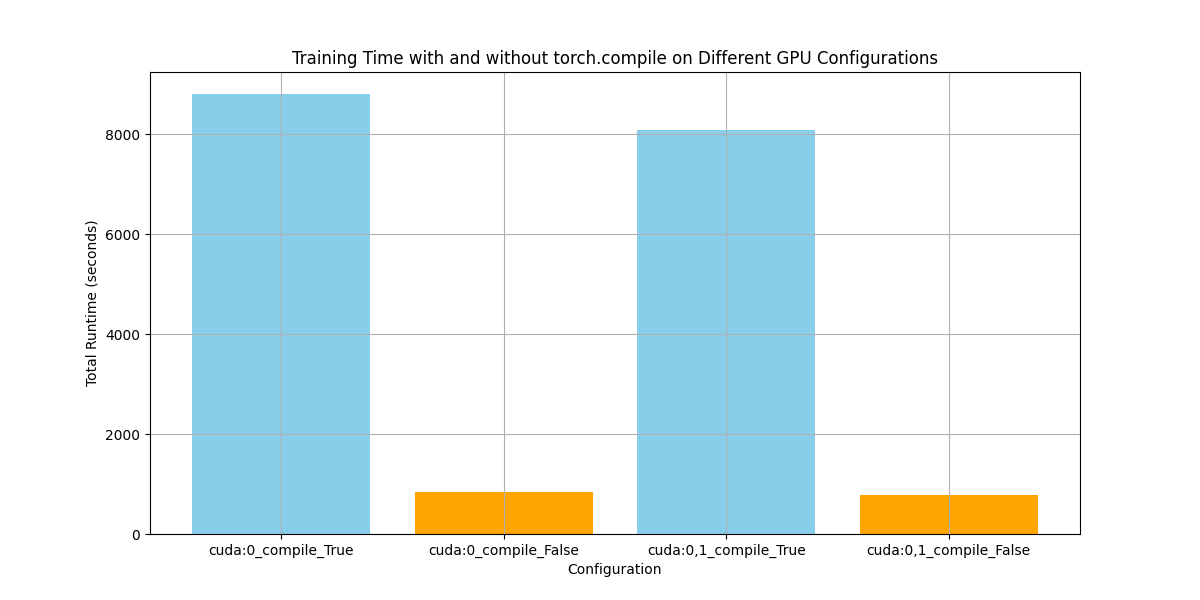 Training Time with and without torch.compile on Different GPU Configurations
Total Runtime (seconds)
8000
6000
4000
2000
0
cuda:0_compile_True
cuda:0_compile_False
cuda:0,1_compile_True
cuda:0,1_compile_False
Configuration